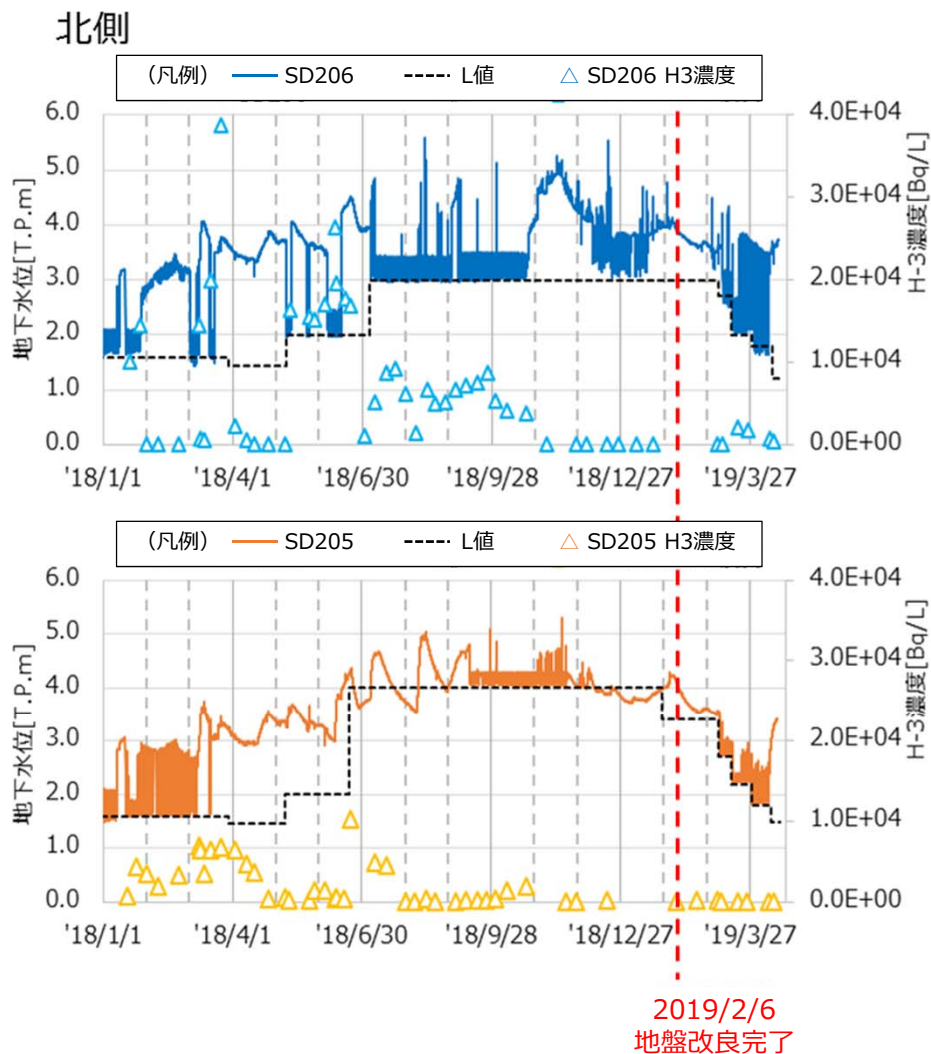 北側
（凡例） SD206 L値 △ SD206 H3濃度
地下水位[T.P.m]
6.0
5.0
4.0
3.0
2.0
1.0
0.0
4.0E+04
3.0E+04
2.0E+04
1.0E+04
0.0E+00
H-3濃度[Bq/L]
'18/1/1 '18/4/1 '18/6/30 '18/9/28 '18/12/27 '19/3/27
（凡例） SD205 L値 △ SD205 H3濃度
地下水位[T.P.m]
6.0
5.0
4.0
3.0
2.0
1.0
0.0
4.0E+04
3.0E+04
2.0E+04
1.0E+04
0.0E+00
H-3濃度[Bq/L]
'18/1/1 '18/4/1 '18/6/30 '18/9/28 '18/12/27 '19/3/27
2019/2/6
地盤改良完了